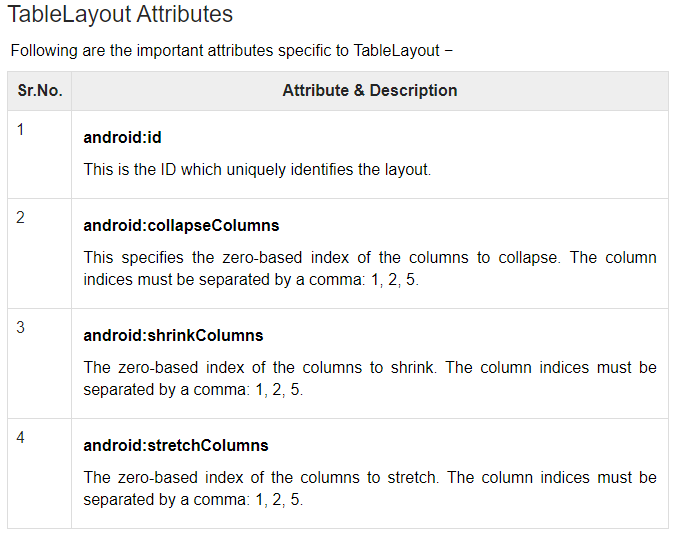 TableLayout Attributes
Following are the important attributes specific to TableLayout −
Sr.No. Attribute & Description
1
android:id
This is the ID which uniquely identifies the layout.
2
android:collapseColumns
This specifies the zero-based index of the columns to collapse. The column
indices must be separated by a comma: 1, 2, 5.
3
android:shrinkColumns
The zero-based index of the columns to shrink. The column indices must be
separated by a comma: 1, 2, 5.
4
android:stretchColumns
The zero-based index of the columns to stretch. The column indices must be
separated by a comma: 1, 2, 5.